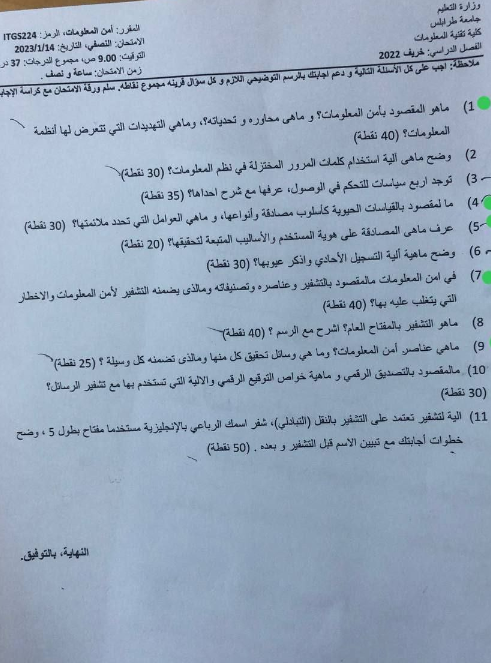 وزارة التعليم
جامعة طرابلس
كلية تقنية المعلومات
الفصل الدراسي: خريف 2022
المقرر: أمن المعلومات، الرمز: ITGS224
الامتحان: النصفي، التاريخ: 2023/1/14
التوقيت: 9.00 ص، مجموع الدرجات: 37 در
زمن الامتحان: ساعة و نصف .
ملاحظة: اجب على كل الأسئلة التالية و دعم اجابتك بالرسم التوضيحي اللازم و كل سؤال قرينه مجموع نقاطه. سلم ورقة الامتحان مع كراسة الإجاب
1) ماهو المقصود بأمن المعلومات؟ و ماهى محاوره و تحدياته؟، وماهي التهديدات التي تتعرض لها أنظمة
المعلومات؟ (40 نقطة)
2) وضح ماهى آلية استخدام كلمات المرور المختزلة في نظم المعلومات؟ (30 نقطة)
3) توجد اربع سياسات للتحكم في الوصول، عرفها مع شرح احداها؟ (35 نقطة)
4) ما لمقصود بالقياسات الحيوية كأسلوب مصادقة وأنواعها، و ماهي العوامل التي تحدد ملائمتها؟ (30 نقطة)
5) عرف ماهى المصادقة على هوية المستخدم والأساليب المتبعة لتحقيقها؟ (20 نقطة)
6) وضح ماهية آلية التسجيل الأحادي واذكر عيوبها؟ (30 نقطة)
7) في امن المعلومات مالمقصود بالتشفير وعناصره وتصنيفاته ومالذى يضمنه التشفير لأمن المعلومات والاخطار
التي يتغلب عليه بها؟ (40 نقطة)
8) ماهو التشفير بالمفتاح العام؟ اشرح مع الرسم ؟ (40 نقطة)
9) ماهي عناصر أمن المعلومات؟ وما هي وسائل تحقيق كل منها ومالذى تضمنه كل وسيلة ؟ (25 نقطة)
10) مالمقصود بالتصديق الرقمي و ماهية خواص التوقيع الرقمي والالية التي تستخدم بها مع تشفير الرسائل؟
(30 نقطة)
11) الية لتشفير تعتمد على التشفير بالنقل (التبادلي)، شفر اسمك الرباعي بالإنجليزية مستخدما مفتاح بطول 5 ، وضح
خطوات أجابتك مع تبيين الاسم قبل التشفير و بعده . (50 نقطة)
النهاية، بالتوفيق.